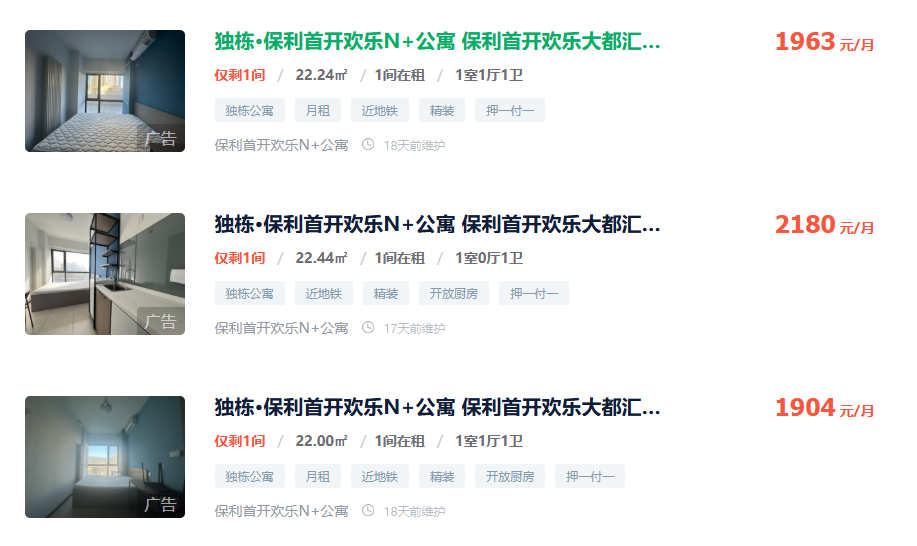 独栋·保利首开欢乐N+公寓 保利首开欢乐大都汇...
1963 元/月
仅剩1间 / 22.24㎡ / 1间在租 / 1室1厅1卫
独栋公寓 月租 近地铁 精装 押一付一
广告
保利首开欢乐N+公寓 18天前维护
独栋·保利首开欢乐N+公寓 保利首开欢乐大都汇...
2180 元/月
仅剩1间 / 22.44㎡ / 1间在租 / 1室0厅1卫
独栋公寓 近地铁 精装 开放厨房 押一付一
广告
保利首开欢乐N+公寓 17天前维护
独栋·保利首开欢乐N+公寓 保利首开欢乐大都汇...
1904 元/月
仅剩1间 / 22.00㎡ / 1间在租 / 1室1厅1卫
独栋公寓 月租 近地铁 精装 开放厨房 押一付一
广告
保利首开欢乐N+公寓 18天前维护